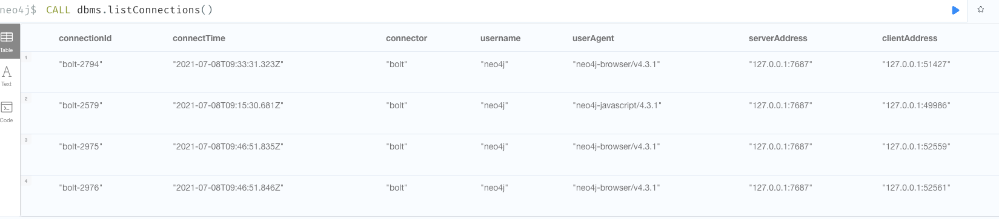 neo4j$ CALL dbms.listConnections()
connectionId connectTime connector username userAgent serverAddress clientAddress
Table
1
"bolt-2794" "2021-07-08T09:33:31.323Z" "bolt" "neo4j" "neo4j-browser/v4.3.1" "127.0.0.1:7687" "127.0.0.1:51427"
Text
2
"bolt-2579" "2021-07-08T09:15:30.681Z" "bolt" "neo4j" "neo4j-javascript/4.3.1" "127.0.0.1:7687" "127.0.0.1:49986"
Code
3
"bolt-2975" "2021-07-08T09:46:51.835Z" "bolt" "neo4j" "neo4j-browser/v4.3.1" "127.0.0.1:7687" "127.0.0.1:52559"
4
"bolt-2976" "2021-07-08T09:46:51.846Z" "bolt" "neo4j" "neo4j-browser/v4.3.1" "127.0.0.1:7687" "127.0.0.1:52561"